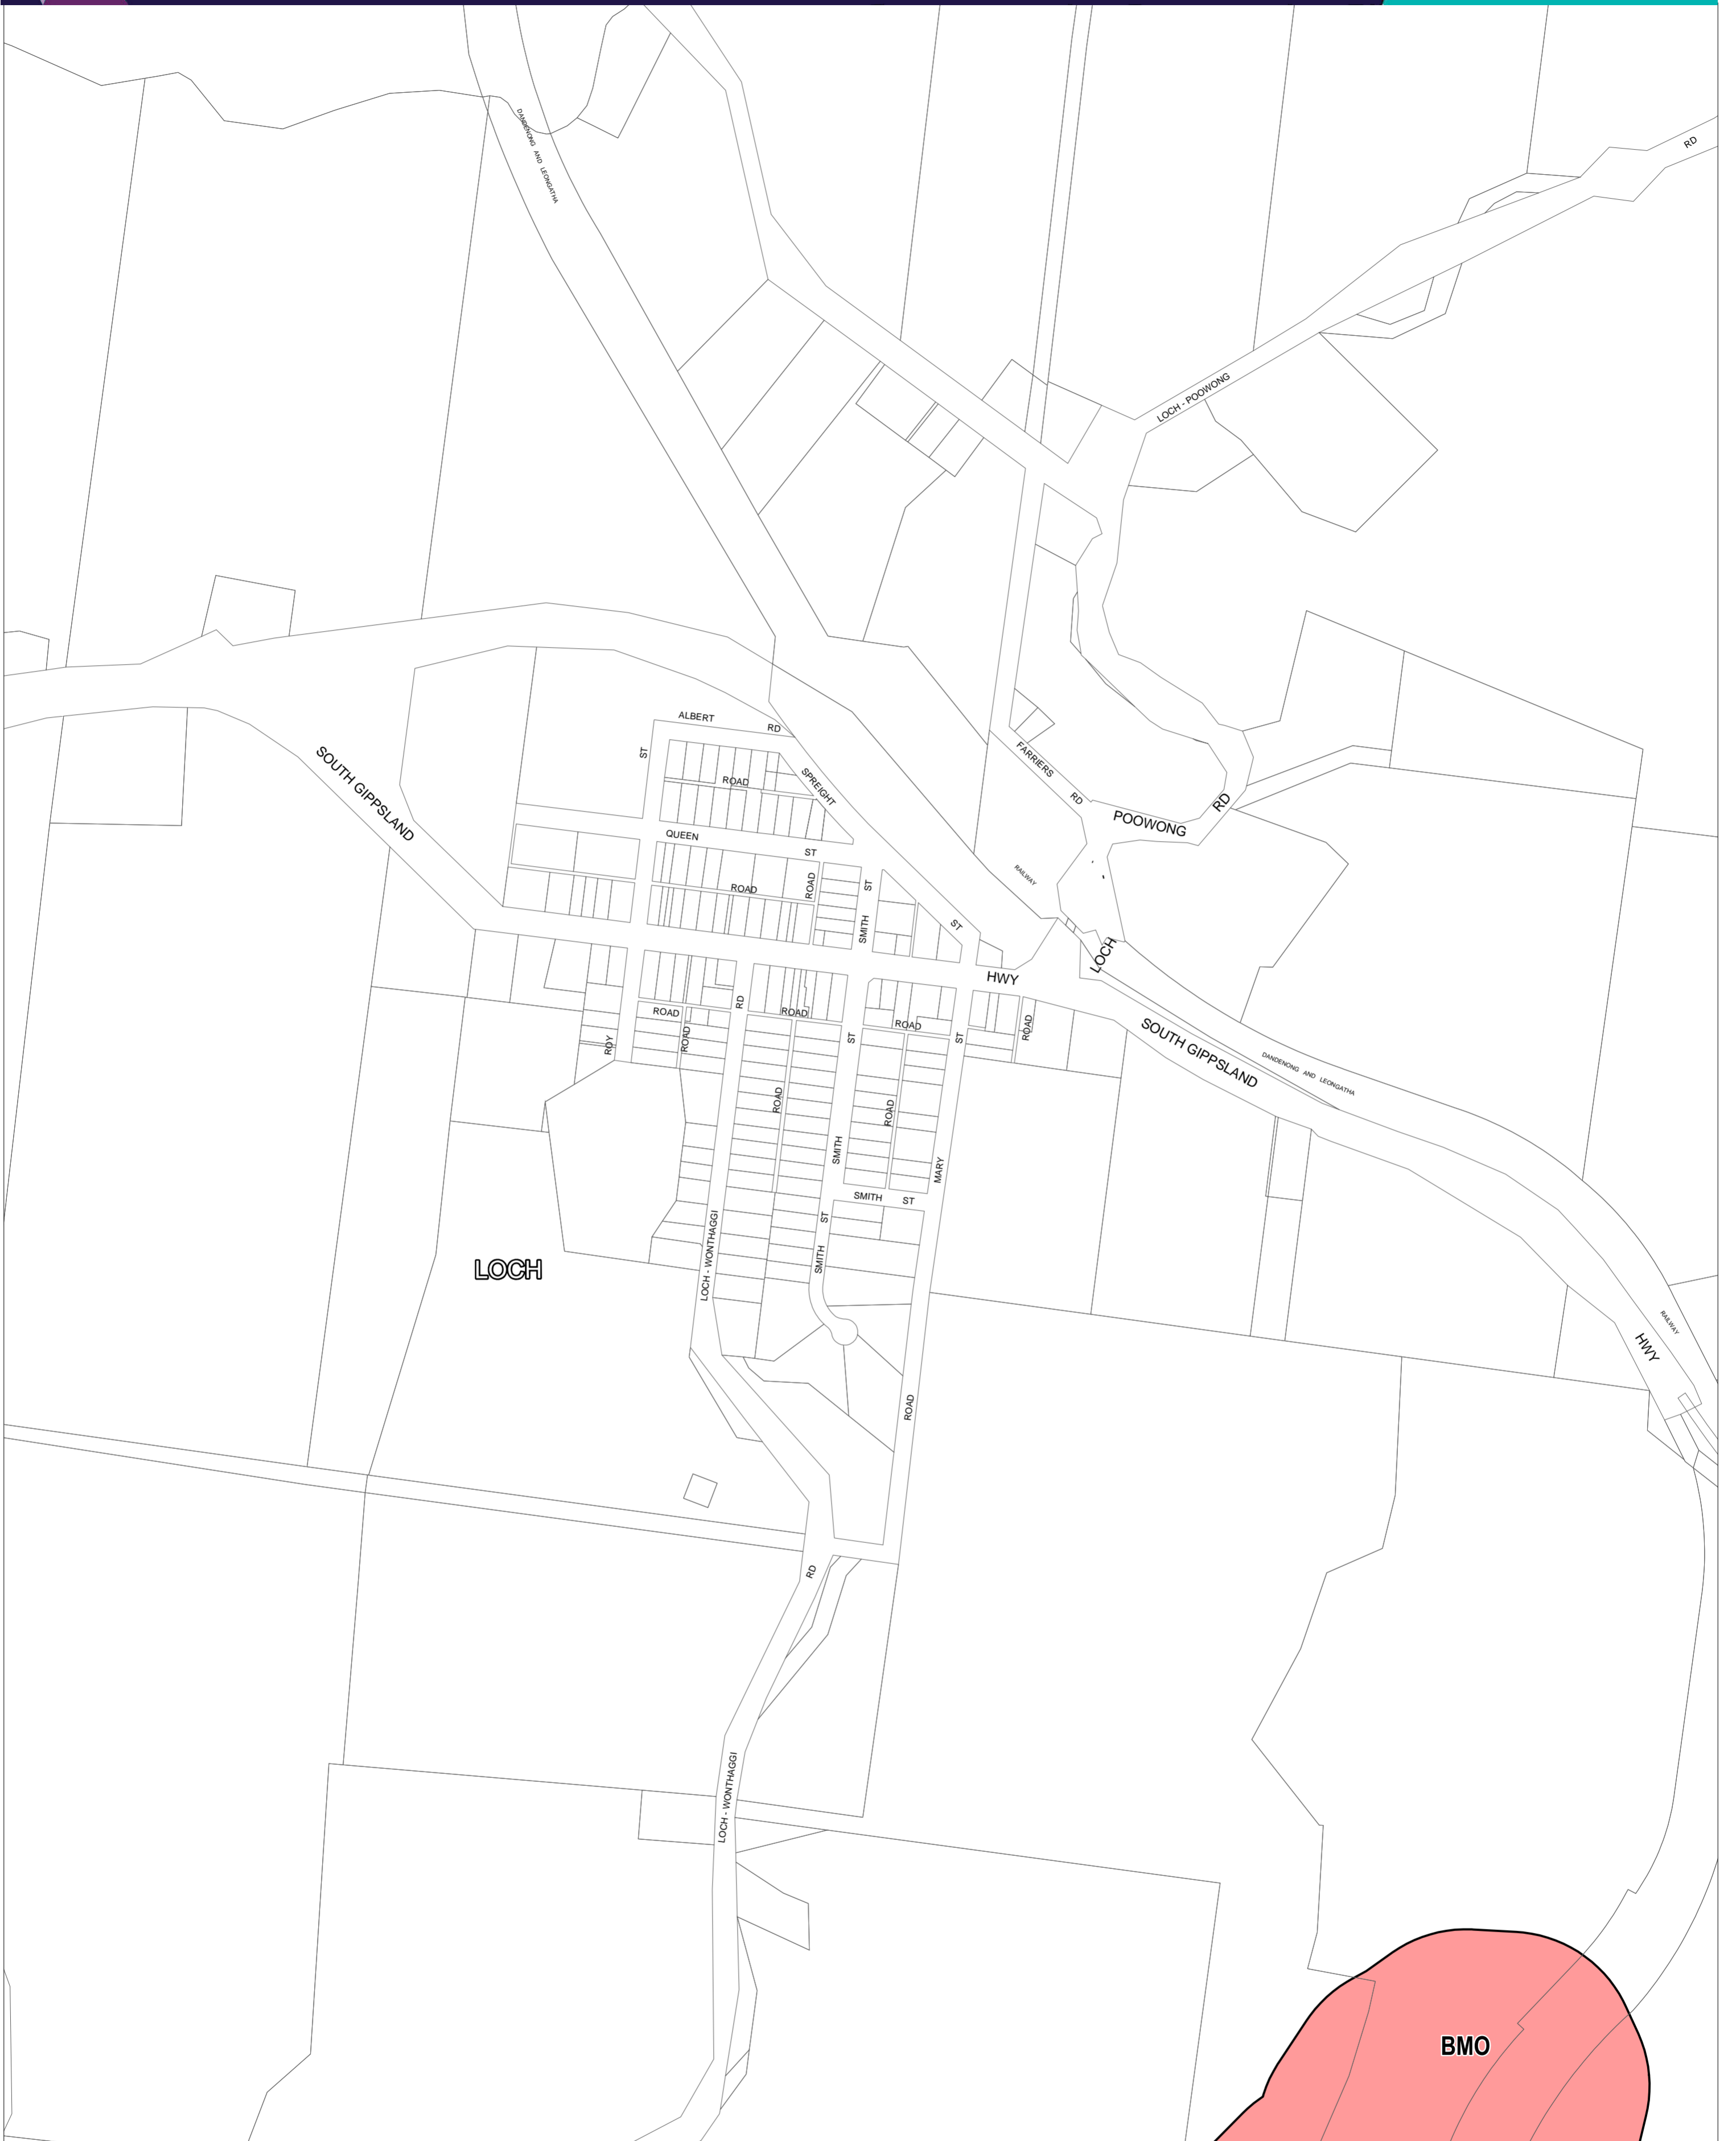 DANDENONG AND LEONGATHA
RD
LOCH - POOWONG
ALBERT
RD
ST
SOUTH GIPPSLAND
ROAD
SPREIGHT
FARRIERS
RD
RD
POOWONG
QUEEN
ST
ROAD
ROAD
ST
RAILWAY
SMITH
ST
LOCH
HWY
RD
ROAD
ROAD
ROAD
ROAD
ROAD
ROY
ST
ST
SOUTH GIPPSLAND
DANDENONG AND LEONGATHA
ROAD
ROAD
SMITH
MARY
SMITH
ST
ST
LOCH - WONTHAGGI
SMITH
LOCH
RAILWAY
HWY
ROAD
RD
LOCH - WONTHAGGI
BMO